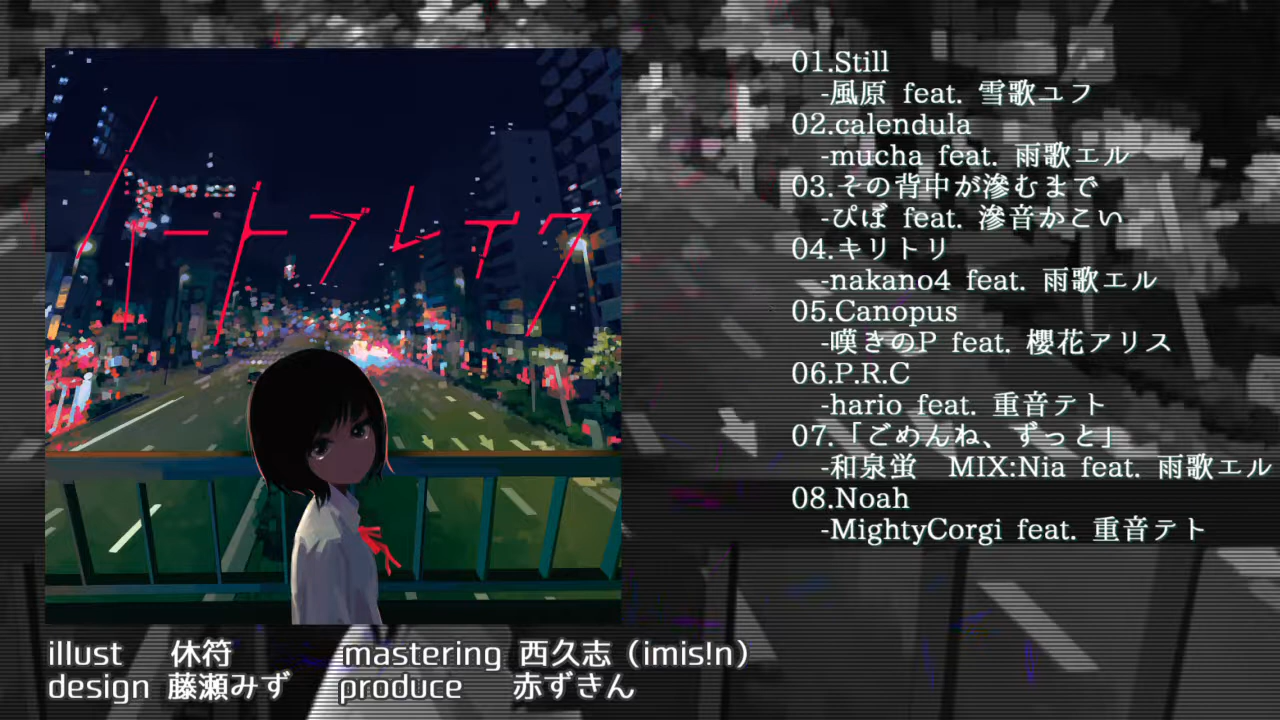 ハートブレイク
01.Still
-風原 feat. 雪歌ユフ
02.calendula
-mucha feat. 雨歌エル
03.その背中が滲むまで
-ぴぼ feat. 滲音かこい
04.キリトリ
-nakano4 feat. 雨歌エル
05.Canopus
-嘆きのP feat. 櫻花アリス
06.P.R.C
-hario feat. 重音テト
07.「ごめんね、ずっと」
-和泉蛍　MIX:Nia feat. 雨歌エル
08.Noah
-MightyCorgi feat. 重音テト
illust 休符 mastering 西久志（imis!n）
design 藤瀬みず produce 赤ずきん